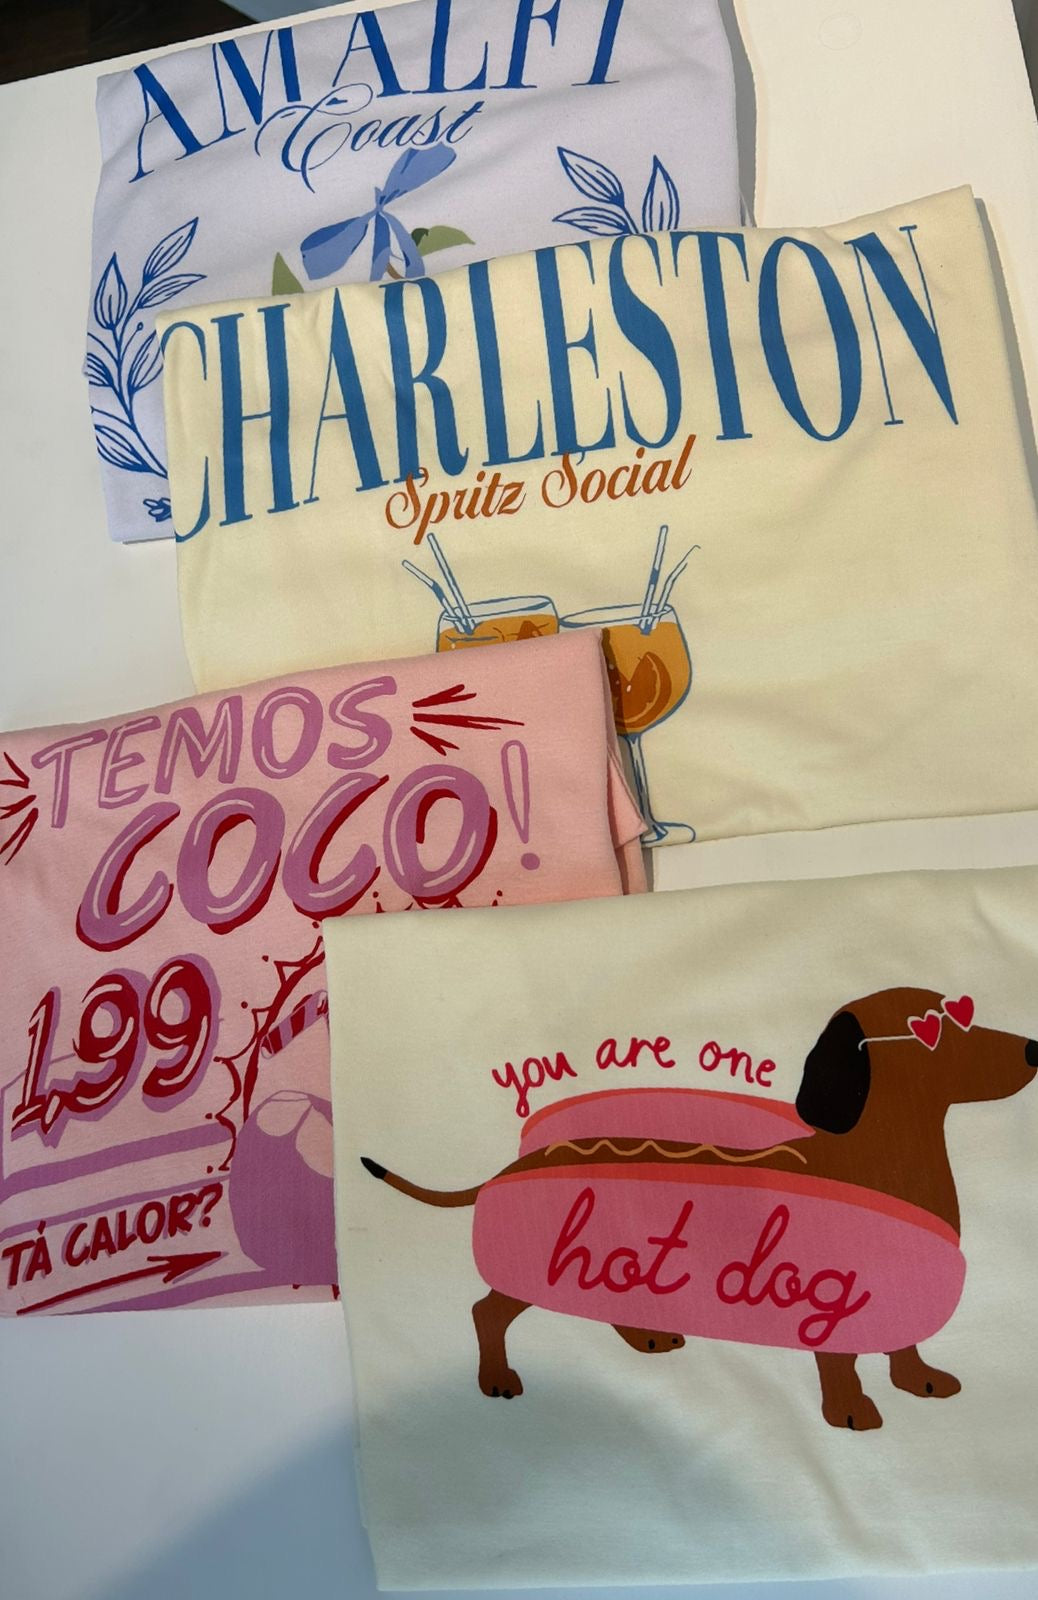 AMALFI
Coast
CHARLESTON
Spritz Social
TEMOS
COCO!
1,99
TÁ CALOR?
you are one
hot dog